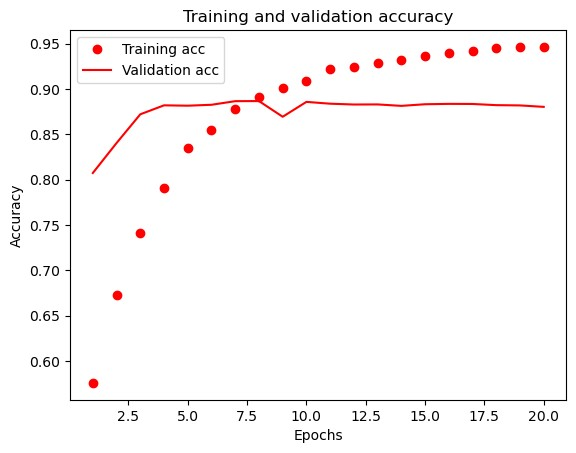 Training and validation accuracy
Training acc
Validation acc
0.95
0.90
0.85
0.80
0.75
0.70
0.65
0.60
Accuracy
2.5 5.0 7.5 10.0 12.5 15.0 17.5 20.0
Epochs